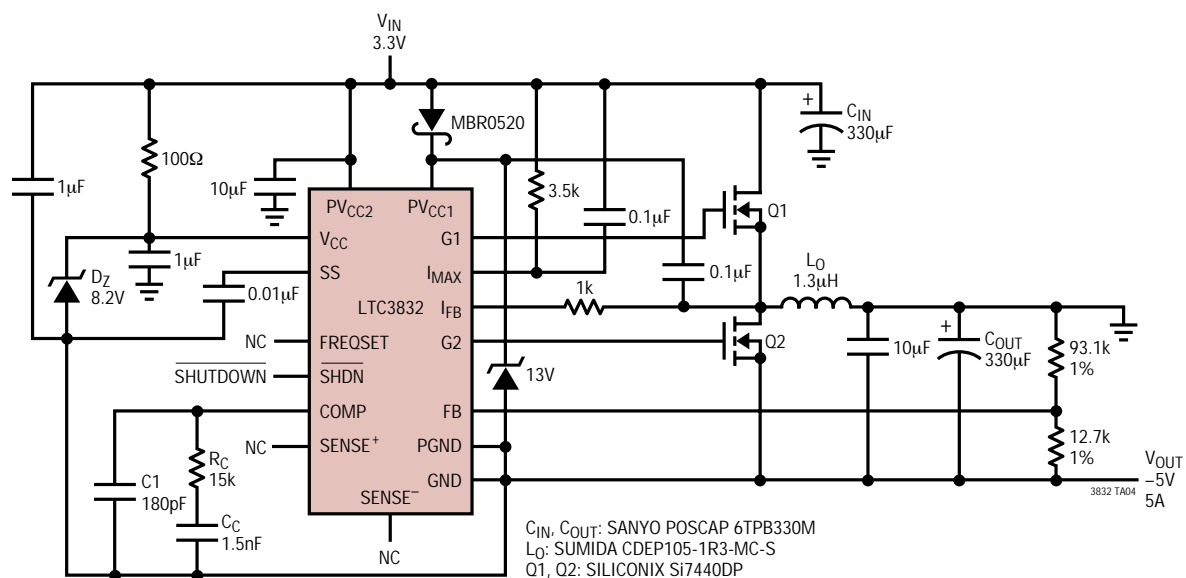 VIN
3.3V
MBR0520
+
CIN
330µF
1µF
100Ω
10µF
3.5k
0.1µF
Q1
PVCC2
PVCC1
VCC
G1
DZ
8.2V
1µF
SS
IMAX
0.1µF
LO
1.3µH
0.01µF
LTC3832
IFB
1k
NC
FREQSET
G2
Q2
10µF
+
COUT
330µF
93.1k
1%
SHUTDOWN
SHDN
13V
COMP
FB
NC
SENSE+
PGND
12.7k
1%
RC
15k
C1
180pF
GND
VOUT
–5V
5A
3832 TA04
SENSE–
CC
1.5nF
NC
CIN, COUT: SANYO POSCAP 6TPB330M
LO: SUMIDA CDEP105-1R3-MC-S
Q1, Q2: SILICONIX Si7440DP